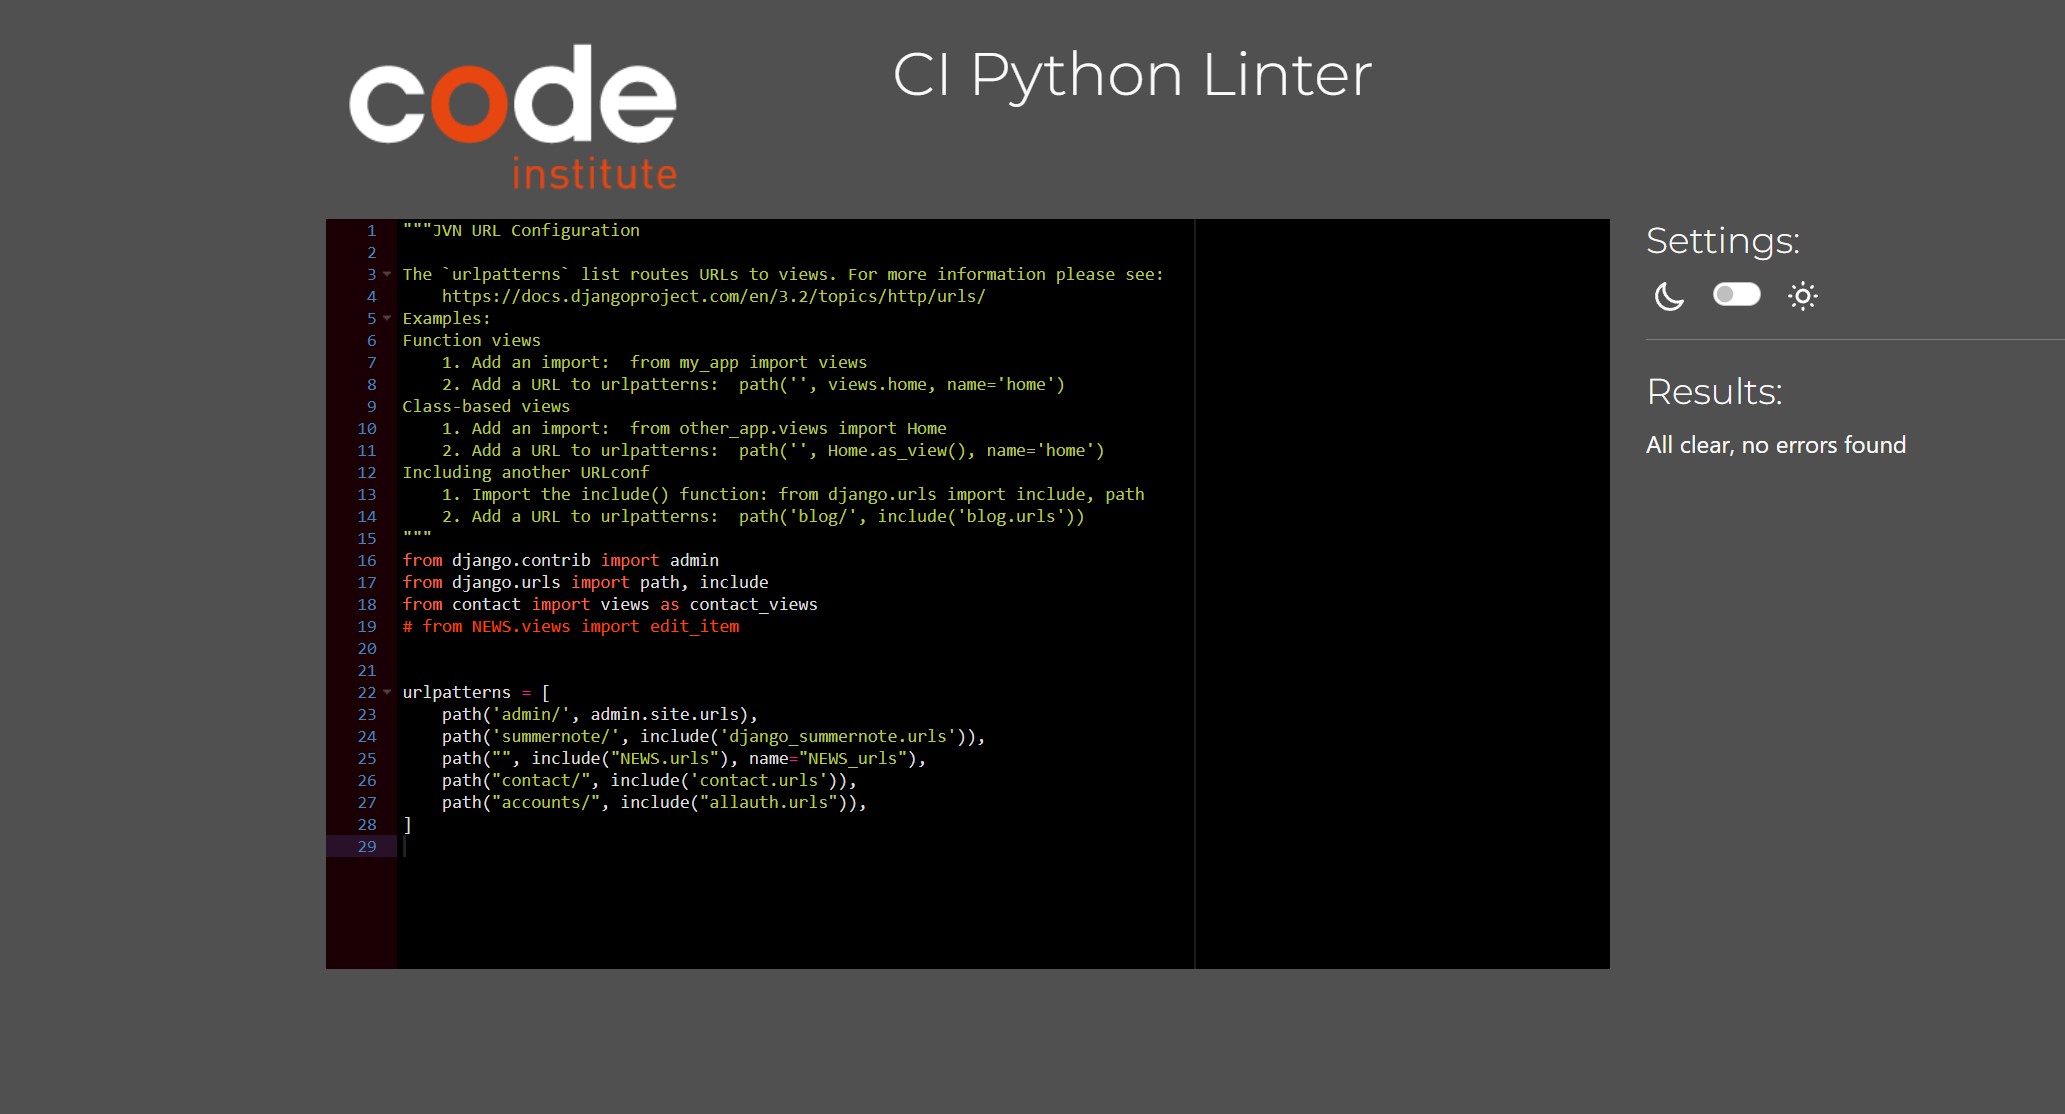 code
institute
CI Python Linter
1 """JVN URL Configuration
2
3 The `urlpatterns` list routes URLs to views. For more information please see:
4     https://docs.djangoproject.com/en/3.2/topics/http/urls/
5 Examples:
6 Function views
7     1. Add an import:  from my_app import views
8     2. Add a URL to urlpatterns:  path('', views.home, name='home')
9 Class-based views
10     1. Add an import:  from other_app.views import Home
11     2. Add a URL to urlpatterns:  path('', Home.as_view(), name='home')
12 Including another URLconf
13     1. Import the include() function: from django.urls import include, path
14     2. Add a URL to urlpatterns:  path('blog/', include('blog.urls'))
15 """
16 from django.contrib import admin
17 from django.urls import path, include
18 from contact import views as contact_views
19 # from NEWS.views import edit_item
20
21
22 urlpatterns = [
23     path('admin/', admin.site.urls),
24     path('summernote/', include('django_summernote.urls')),
25     path("", include("NEWS.urls"), name="NEWS_urls"),
26     path("contact/", include('contact.urls')),
27     path("accounts/", include("allauth.urls")),
28 ]
29
Settings:
Results:
All clear, no errors found